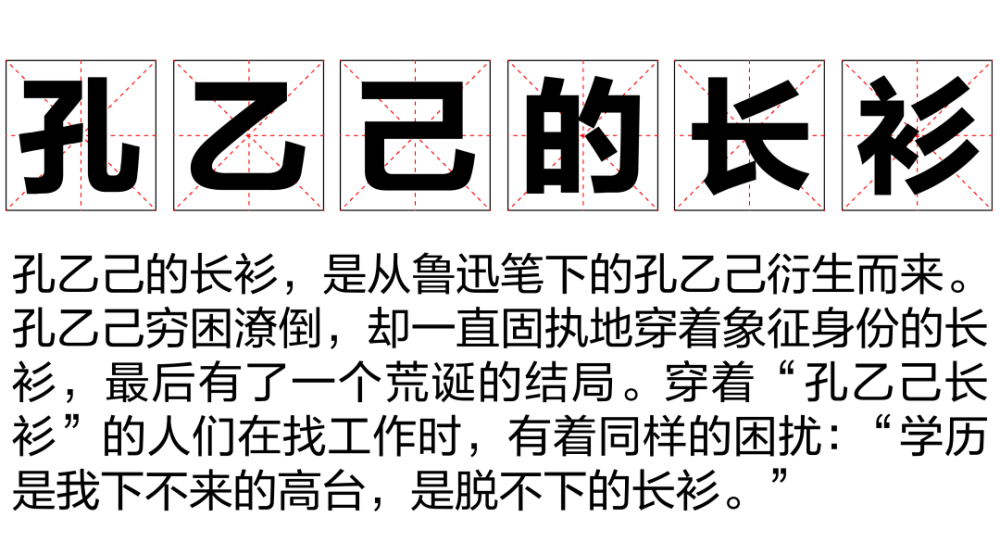 孔乙己的长衫
孔乙己的长衫，是从鲁迅笔下的孔乙己衍生而来。
孔乙己穷困潦倒，却一直固执地穿着象征身份的长
衫，最后有了一个荒诞的结局。穿着“孔乙己长
衫”的人们在找工作时，有着同样的困扰：“学历
是我下不来的高台，是脱不下的长衫。”